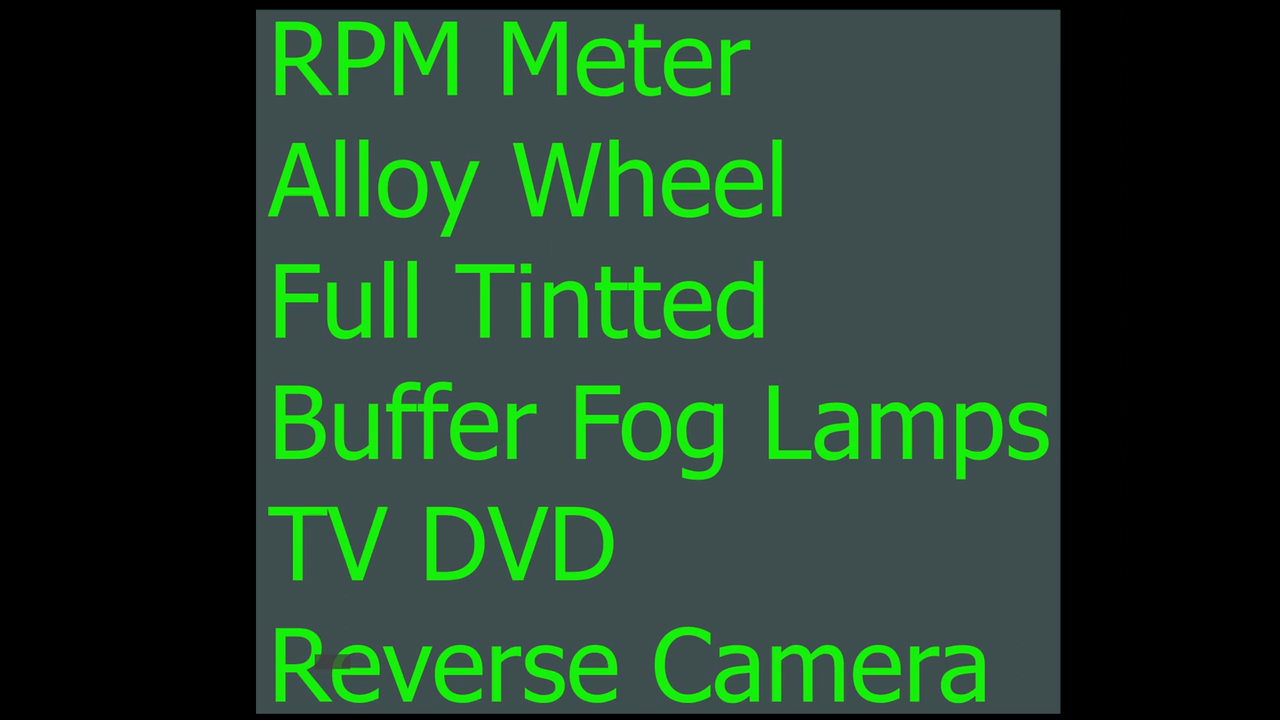 RPM Meter
Alloy Wheel
Full Tintted
Buffer Fog Lamps
TV DVD
Reverse Camera